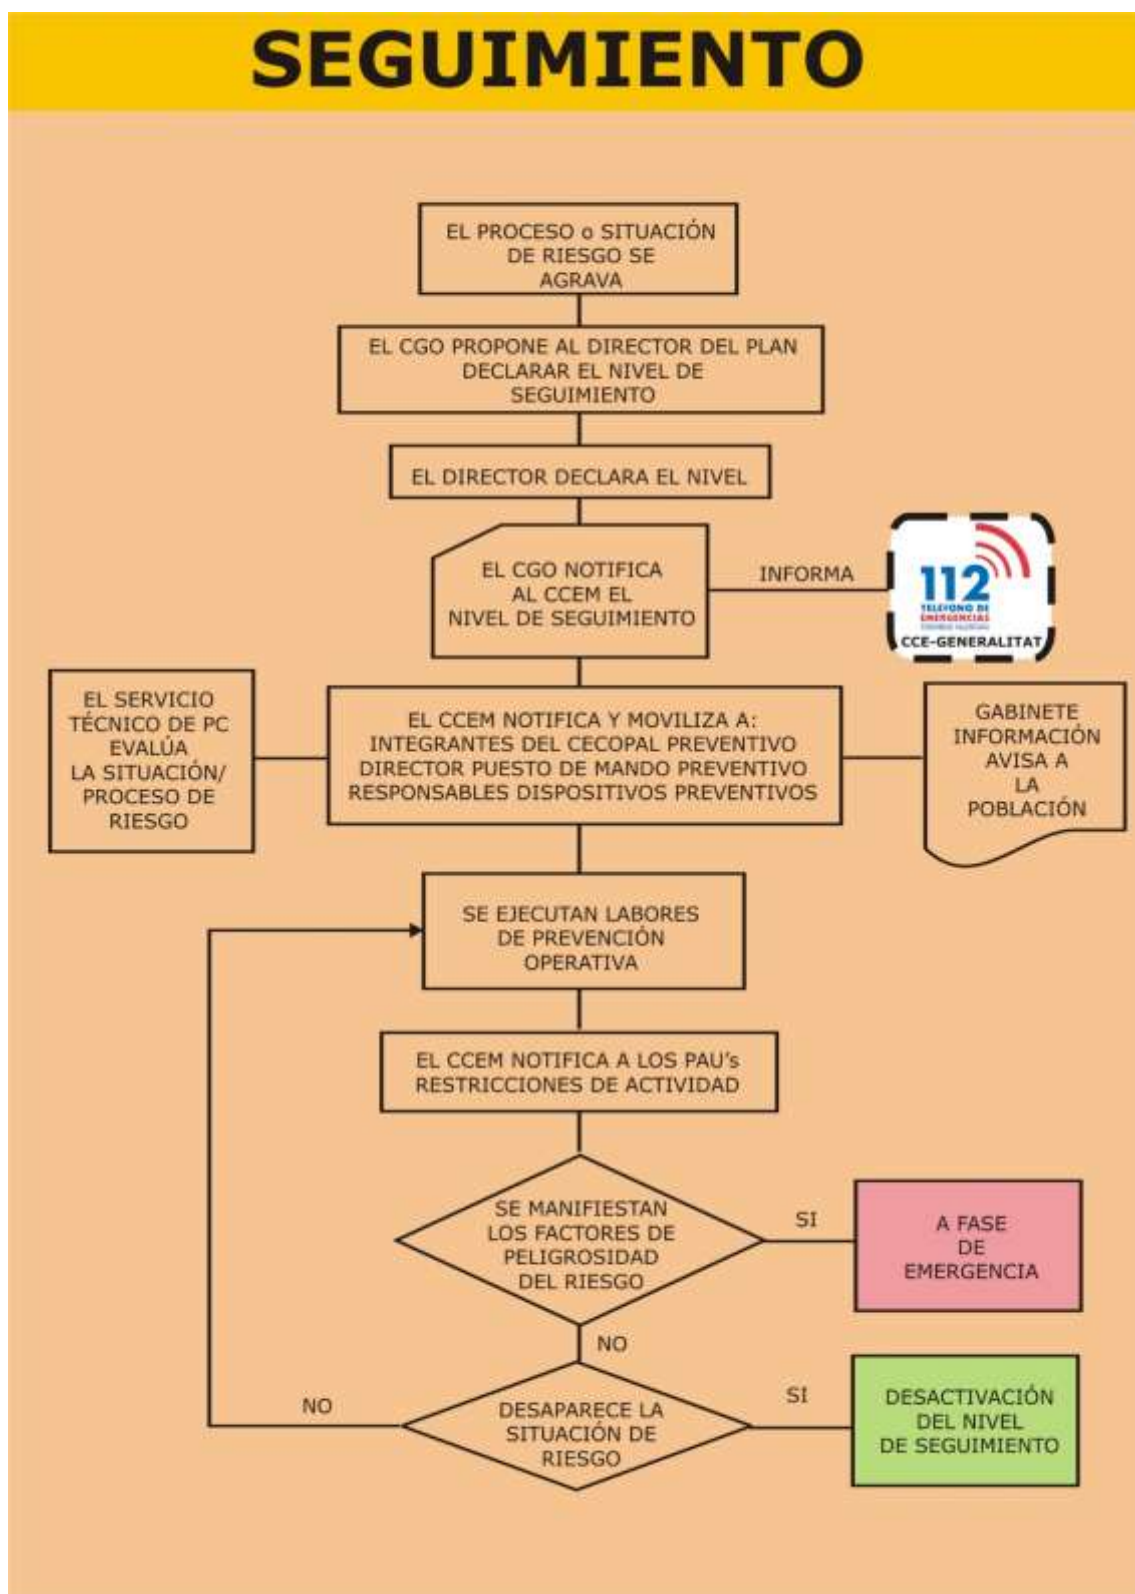 SEGUIMIENTO
EL PROCESO o SITUACIÓN
DE RIESGO SE
AGRAVA
EL CGO PROPONE AL DIRECTOR DEL PLAN
DECLARAR EL NIVEL DE
SEGUIMIENTO
EL DIRECTOR DECLARA EL NIVEL
EL CGO NOTIFICA
AL CCEM EL
NIVEL DE SEGUIMIENTO
INFORMA
112
TELÉFONO DE
EMERGENCIAS
CCE-GENERALITAT
EL SERVICIO
TÉCNICO DE PC
EVALÚA
LA SITUACIÓN/
PROCESO DE
RIESGO
EL CCEM NOTIFICA Y MOVILIZA A:
INTEGRANTES DEL CECOPAL PREVENTIVO
DIRECTOR PUESTO DE MANDO PREVENTIVO
RESPONSABLES DISPOSITIVOS PREVENTIVOS
GABINETE
INFORMACIÓN
AVISA A
LA
POBLACIÓN
SE EJECUTAN LABORES
DE PREVENCIÓN
OPERATIVA
EL CCEM NOTIFICA A LOS PAU's
RESTRICCIONES DE ACTIVIDAD
SE MANIFIESTAN
LOS FACTORES DE
PELIGROSIDAD
DEL RIESGO
SI
A FASE
DE
EMERGENCIA
NO
DESAPARECE LA
SITUACIÓN DE
RIESGO
NO
SI
DESACTIVACIÓN
DEL NIVEL
DE SEGUIMIENTO